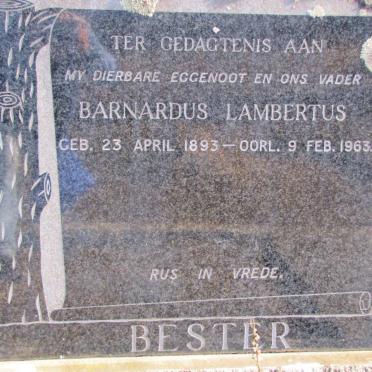 TER GEDAGTENIS AAN
MY DIERBARE EGGENOOT EN ONS VADER
BARNARDUS LAMBERTUS
GEB. 23 APRIL 1893 — OORL. 9 FEB. 1963.
RUS IN VREDE.
BESTER